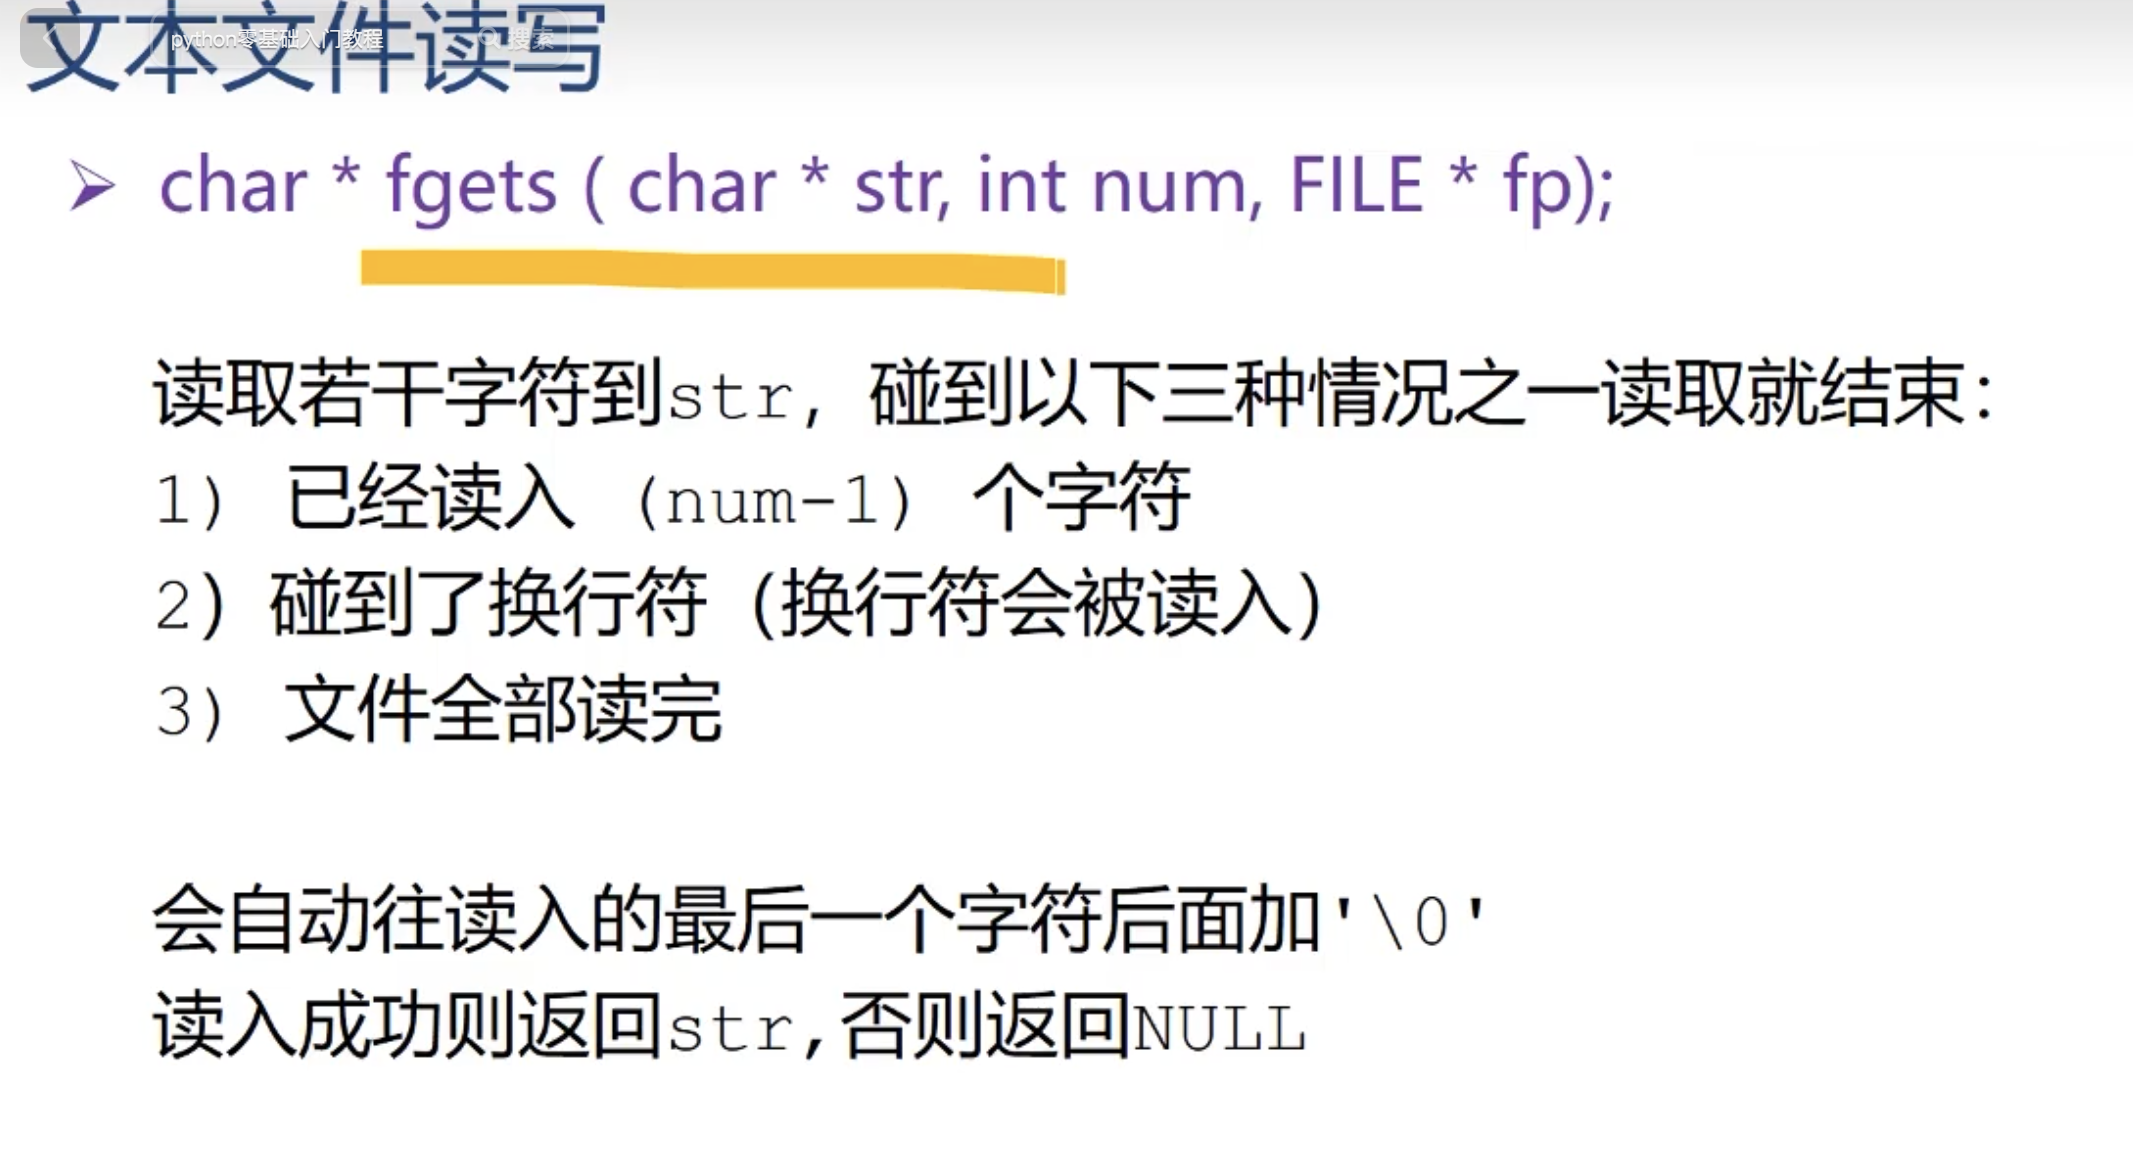 文本文件读写
python零基础入门教程 搜索
➢ char * fgets ( char * str, int num, FILE * fp);
读取若干字符到str, 碰到以下三种情况之一读取就结束:
1) 已经读入 (num-1) 个字符
2) 碰到了换行符 (换行符会被读入)
3) 文件全部读完
会自动往读入的最后一个字符后面加'\0'
读入成功则返回str,否则返回NULL